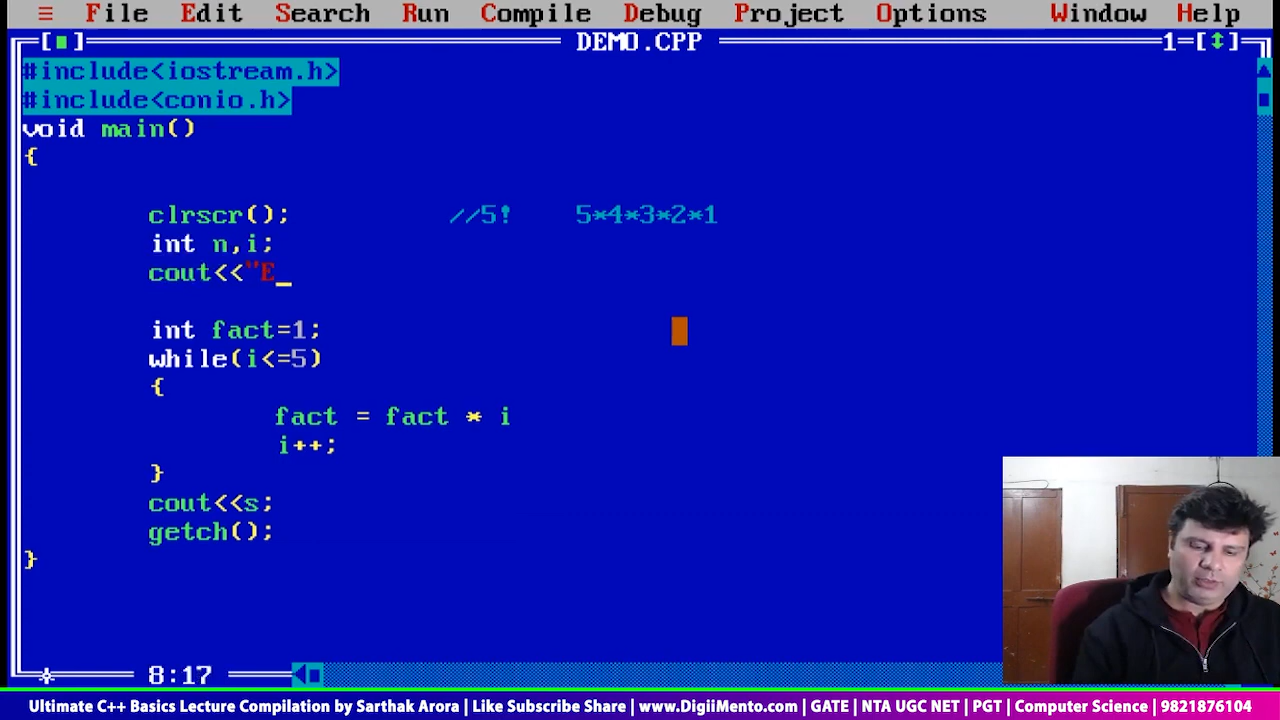 ≡ File Edit Search Run Compile Debug Project Options Window Help
[■] DEMO.CPP 1=[↕]
#include<iostream.h>
#include<conio.h>
void main()
{
clrscr(); //5! 5*4*3*2*1
int n,i;
cout<<"E_
int fact=1;
while(i<=5)
{
fact = fact * i
i++;
}
cout<<s;
getch();
}
8:17
Ultimate C++ Basics Lecture Compilation by Sarthak Arora | Like Subscribe Share | www.DigiiMento.com | GATE | NTA UGC NET | PGT | Computer Science | 9821876104